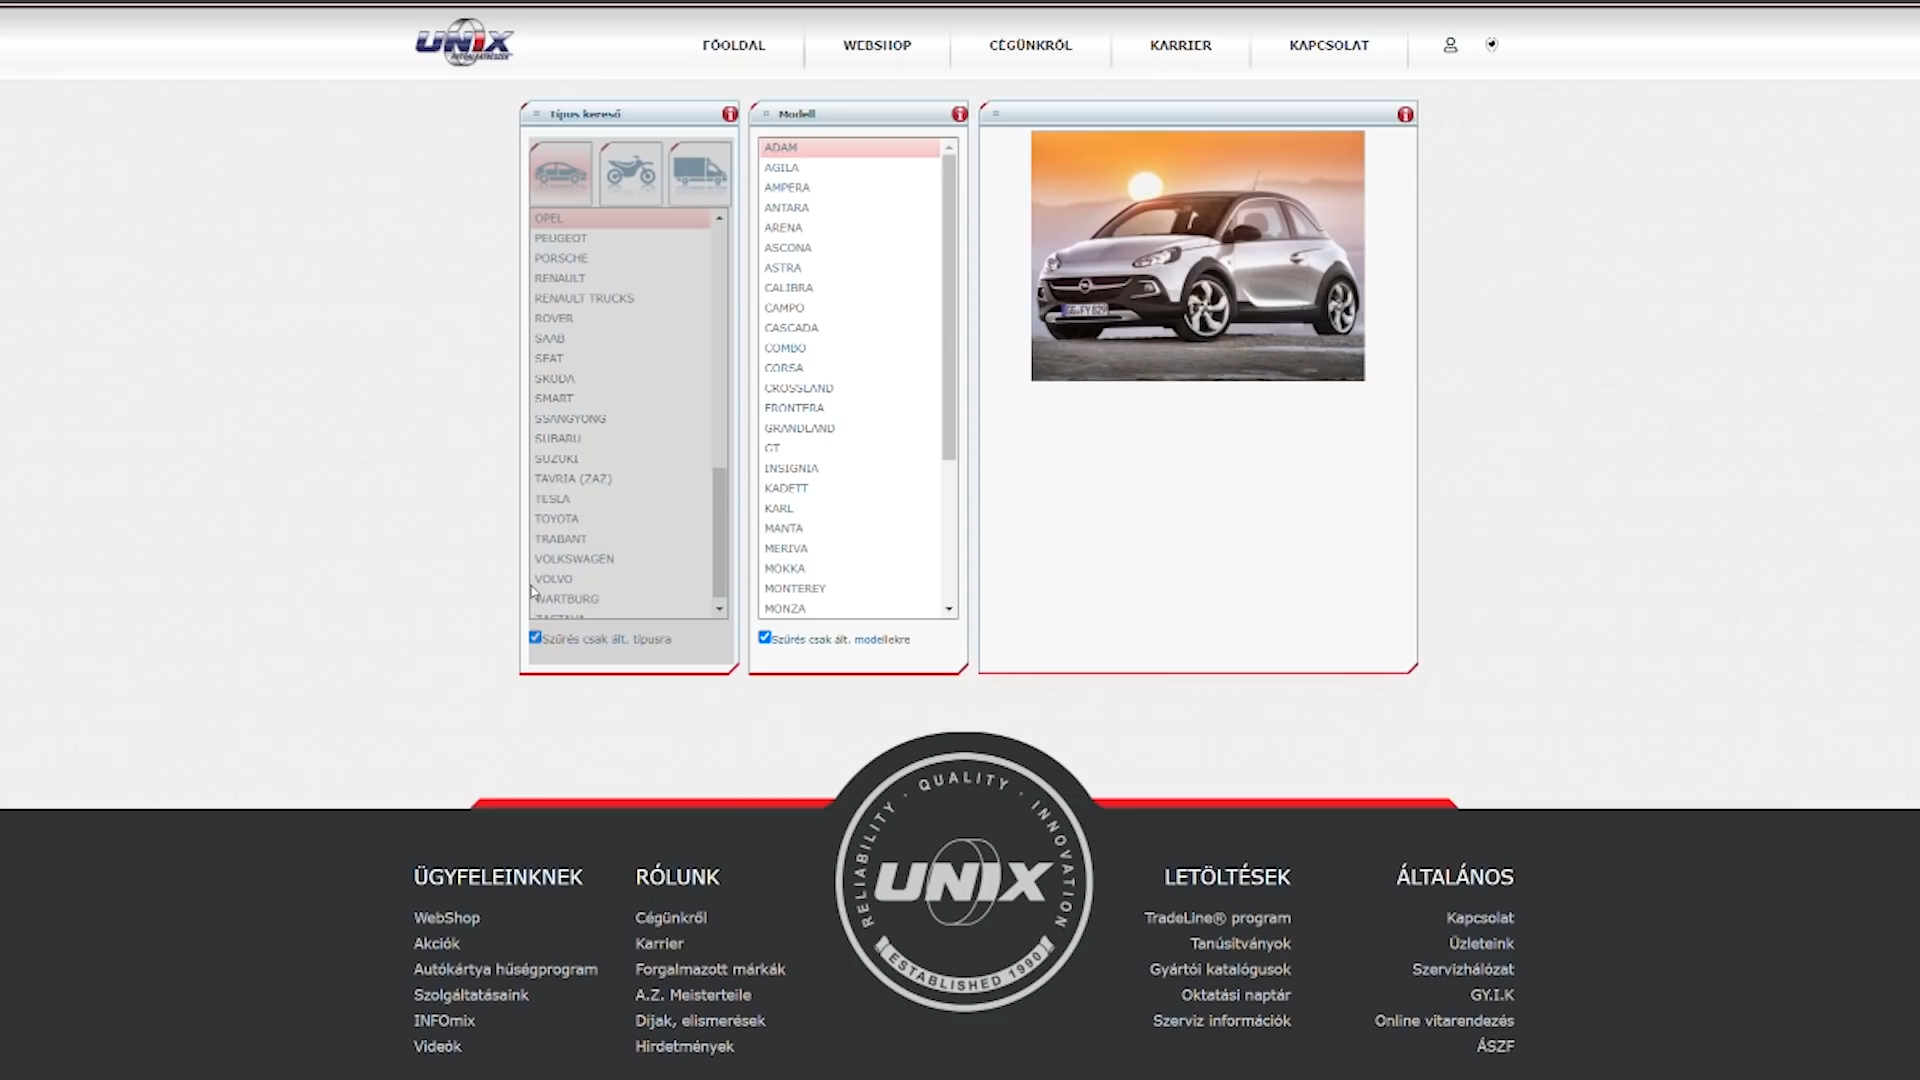 UNIX
FŐOLDAL
WEBSHOP
CÉGÜNKRŐL
KARRIER
KAPCSOLAT
Típus kereső
OPEL
PEUGEOT
PORSCHE
RENAULT
RENAULT TRUCKS
ROVER
SAAB
SEAT
SKODA
SMART
SSANGYONG
SUBARU
SUZUKI
TAVRIA (ZAZ)
TESLA
TOYOTA
TRABANT
VOLKSWAGEN
VOLVO
WARTBURG
Szűrés csak ált. típusra
Modell
ADAM
AGILA
AMPERA
ANTARA
ARENA
ASCONA
ASTRA
CALIBRA
CAMPO
CASCADA
COMBO
CORSA
CROSSLAND
FRONTERA
GRANDLAND
GT
INSIGNIA
KADETT
KARL
MANTA
MERIVA
MOKKA
MONTEREY
MONZA
Szűrés csak ált. modellekre
GG-FY 829
ÜGYFELEINKNEK
WebShop
Akciók
Autókártya hűségprogram
Szolgáltatásaink
INFOmix
Videók
RÓLUNK
Cégünkről
Karrier
Forgalmazott márkák
A.Z. Meisterteile
Díjak, elismerések
Hirdetmények
RELIABILITY · QUALITY · INNOVATION
UNIX
ESTABLISHED 1990
LETÖLTÉSEK
TradeLine® program
Tanúsítványok
Gyártói katalógusok
Oktatási naptár
Szerviz információk
ÁLTALÁNOS
Kapcsolat
Üzleteink
Szervizhálózat
GY.I.K
Online vitarendezés
ÁSZF